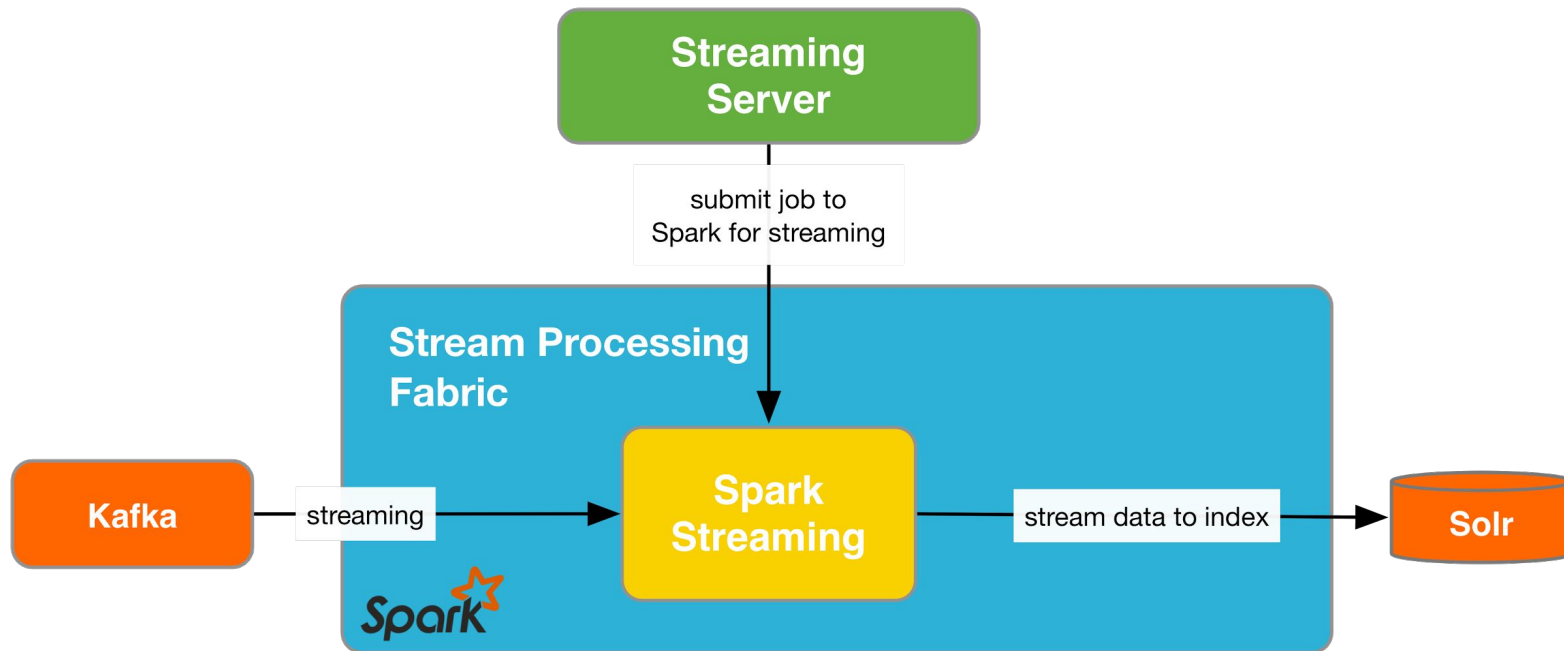 Streaming
Server
submit job to
Spark for streaming
Stream Processing
Fabric
Kafka
streaming
Spark
Streaming
stream data to index
Solr
Spark